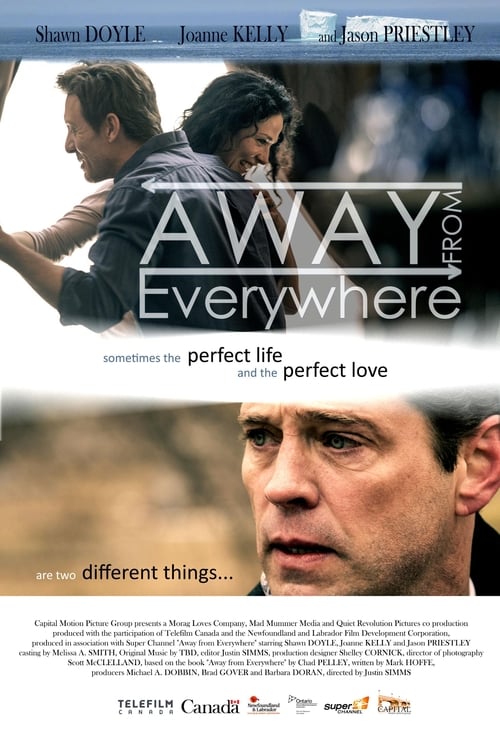 Shawn DOYLE Joanne KELLY and Jason PRIESTLEY
AWAY FROM
Everywhere
sometimes the perfect life
and the perfect love
are two different things...
Capital Motion Picture Group presents a Morag Loves Company, Mad Mummer Media and Quiet Revolution Pictures co production
produced with the participation of Telefilm Canada and the Newfoundland and Labrador Film Development Corporation,
produced in association with Super Channel "Away from Everywhere" starring Shawn DOYLE, Joanne KELLY and Jason PRIESTLEY
casting by Melissa A. SMITH, Original Music by TBD, editor Justin SIMMS, production designer Shelley CORNICK, director of photography
Scott McCLELLAND, based on the book "Away from Everywhere" by Chad PELLEY, written by Mark HOFFE,
producers Michael A. DOBBIN, Brad GOVER and Barbara DORAN, directed by Justin SIMMS
TELEFILM
CANADA
Canada
Newfoundland
& Labrador
Ontario
super
CHANNEL
CAPITAL